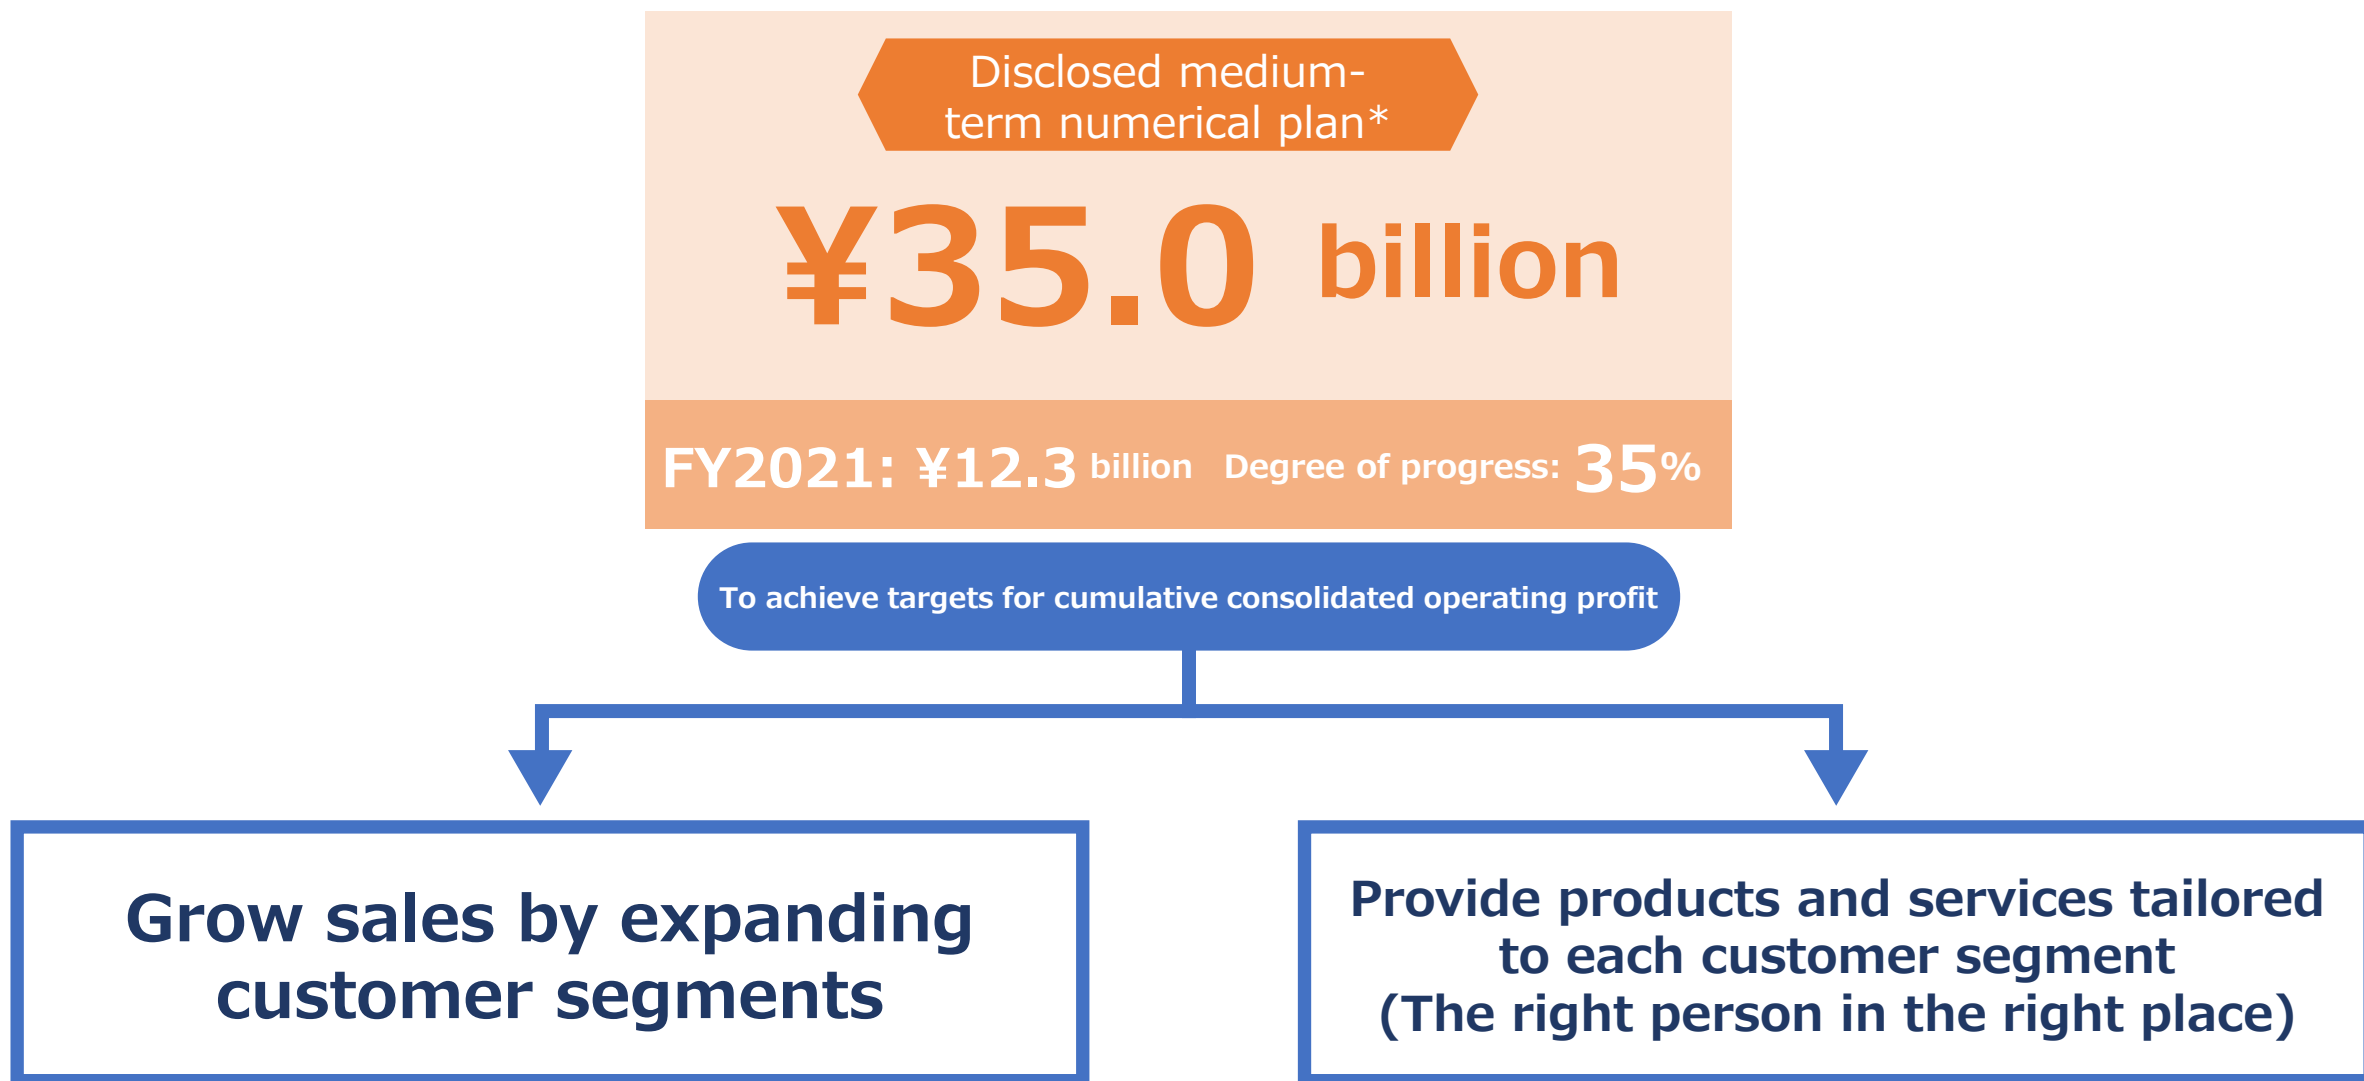 Disclosed medium-
term numerical plan*
¥35.0 billion
FY2021: ¥12.3 billion Degree of progress: 35%
To achieve targets for cumulative consolidated operating profit
Grow sales by expanding
customer segments
Provide products and services tailored
to each customer segment
(The right person in the right place)